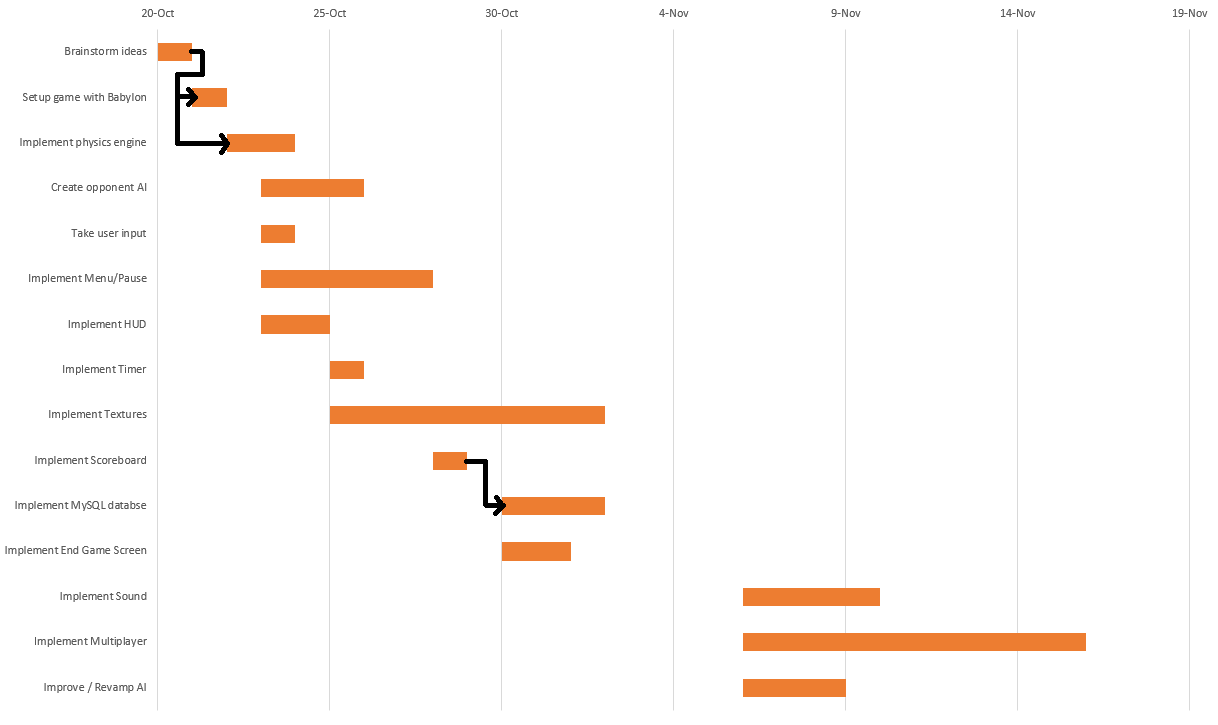 20-Oct 25-Oct 30-Oct 4-Nov 9-Nov 14-Nov 19-Nov
Brainstorm ideas
Setup game with Babylon
Implement physics engine
Create opponent AI
Take user input
Implement Menu/Pause
Implement HUD
Implement Timer
Implement Textures
Implement Scoreboard
Implement MySQL databse
Implement End Game Screen
Implement Sound
Implement Multiplayer
Improve / Revamp AI